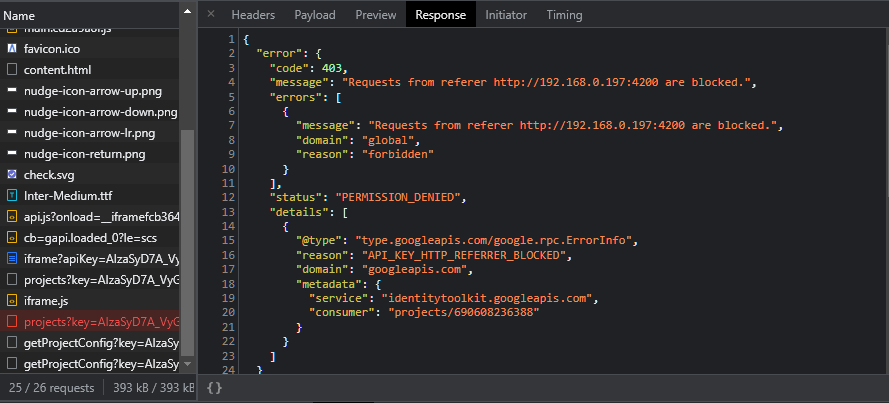 Name
main.cd2a9a0f.js
favicon.ico
content.html
nudge-icon-arrow-up.png
nudge-icon-arrow-down.png
nudge-icon-arrow-lr.png
nudge-icon-return.png
check.svg
Inter-Medium.ttf
api.js?onload=__iframefcb364
cb=gapi.loaded_0?le=scs
iframe?apiKey=AIzaSyD7A_Vy
projects?key=AIzaSyD7A_VyG
iframe.js
projects?key=AIzaSyD7A_VyG
getProjectConfig?key=AIzaSy
getProjectConfig?key=AIzaSy
25 / 26 requests 393 kB / 393 kB
× Headers Payload Preview Response Initiator Timing
1 {
2 "error": {
3 "code": 403,
4 "message": "Requests from referer http://192.168.0.197:4200 are blocked.",
5 "errors": [
6 {
7 "message": "Requests from referer http://192.168.0.197:4200 are blocked.",
8 "domain": "global",
9 "reason": "forbidden"
10 }
11 ],
12 "status": "PERMISSION_DENIED",
13 "details": [
14 {
15 "@type": "type.googleapis.com/google.rpc.ErrorInfo",
16 "reason": "API_KEY_HTTP_REFERRER_BLOCKED",
17 "domain": "googleapis.com",
18 "metadata": {
19 "service": "identitytoolkit.googleapis.com",
20 "consumer": "projects/690608236388"
21 }
22 }
23 ]
24 }
{}